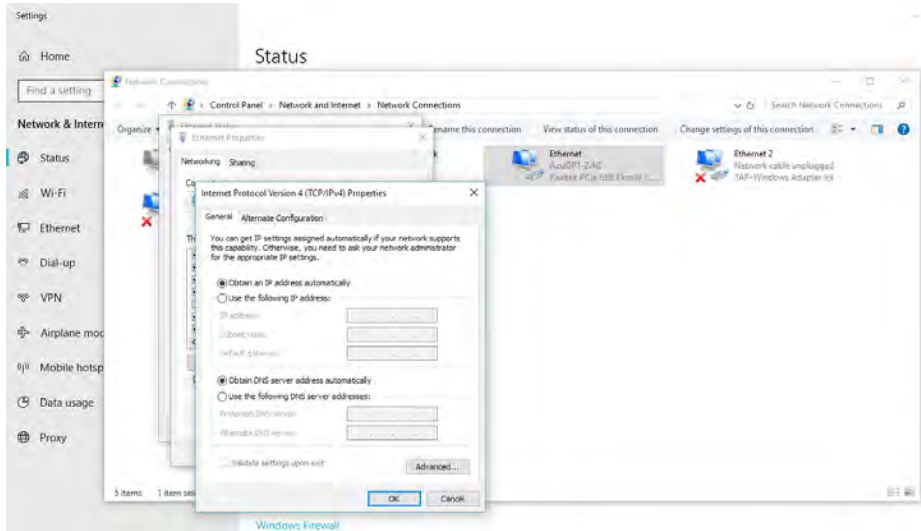 Settings
Home
Find a setting
Network & Intern
Status
Wi-Fi
Ethernet
Dial-up
VPN
Airplane mod
Mobile hotsp
Data usage
Proxy
Status
Network Connections
Control Panel > Network and Internet > Network Connections
Search Network Connections
Organize
ename this connection
View status of this connection
Change settings of this connection
Ethernet
Ethernet 2
Network cable unplugged
TAP-Windows Adapter V9
Ethernet Properties
Networking Sharing
Internet Protocol Version 4 (TCP/IPv4) Properties
General Alternate Configuration
You can get IP settings assigned automatically if your network supports
this capability. Otherwise, you need to ask your network administrator
for the appropriate IP settings.
Obtain an IP address automatically
Use the following IP address:
IP address:
Subnet mask:
Default gateway:
Obtain DNS server address automatically
Use the following DNS server addresses:
Preferred DNS server:
Alternate DNS server:
Validate settings upon exit
Advanced...
OK Cancel
5 items 1 item sel
Windows Firewall